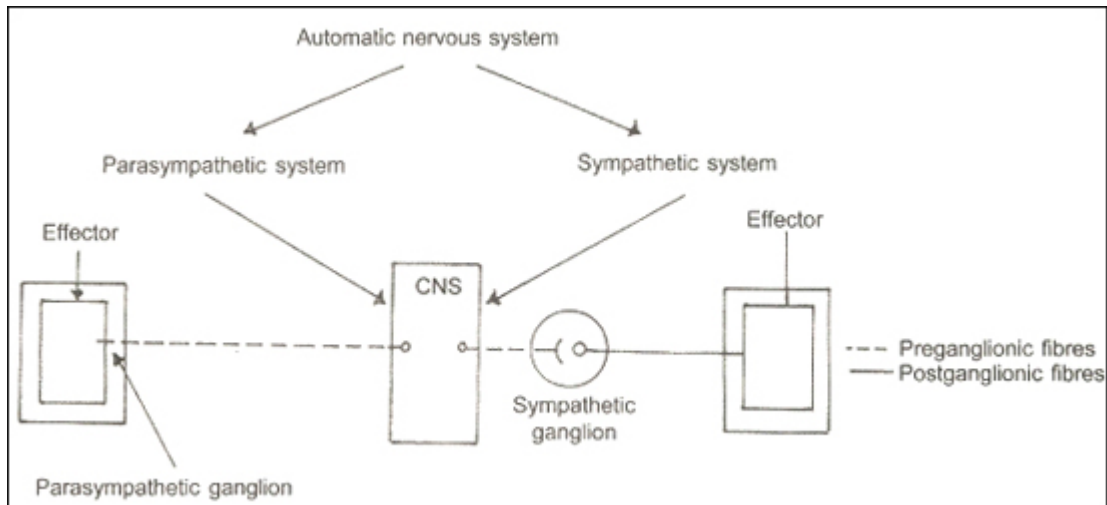 Automatic nervous system
Parasympathetic system
Sympathetic system
Effector
Effector
CNS
Preganglionic fibres
Postganglionic fibres
Sympathetic
ganglion
Parasympathetic ganglion